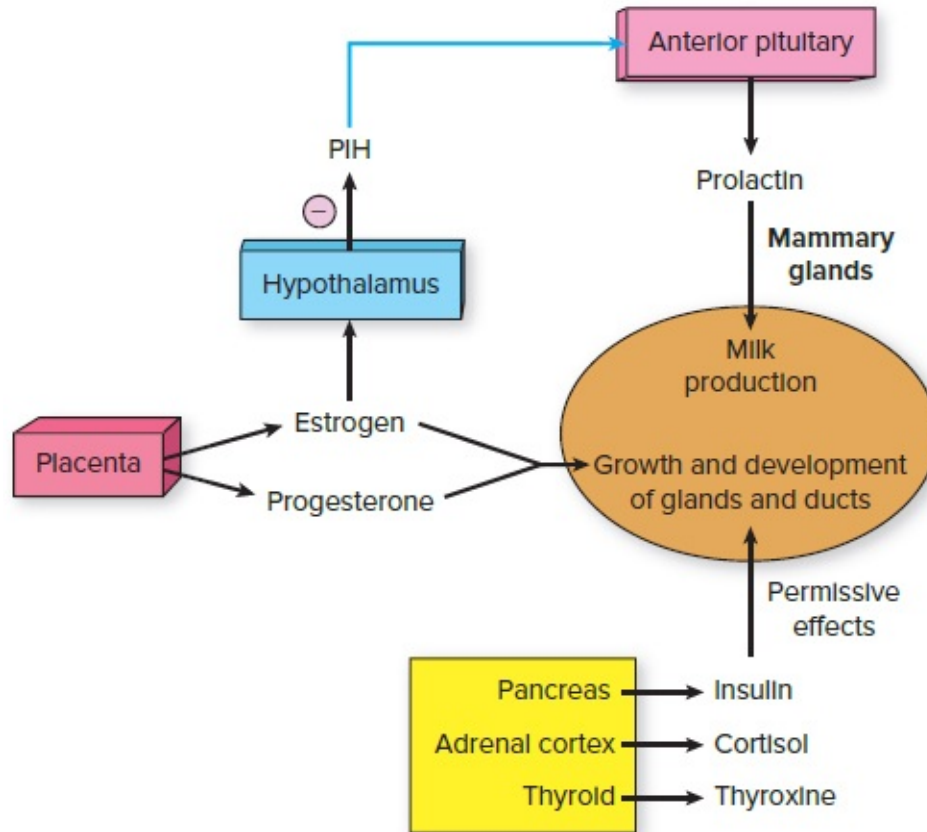 Anterior pituitary
PIH
Prolactin
−
Mammary
glands
Hypothalamus
Milk
production
Estrogen
Placenta
Growth and development
of glands and ducts
Progesterone
Permissive
effects
Pancreas
Insulin
Adrenal cortex
Cortisol
Thyroid
Thyroxine